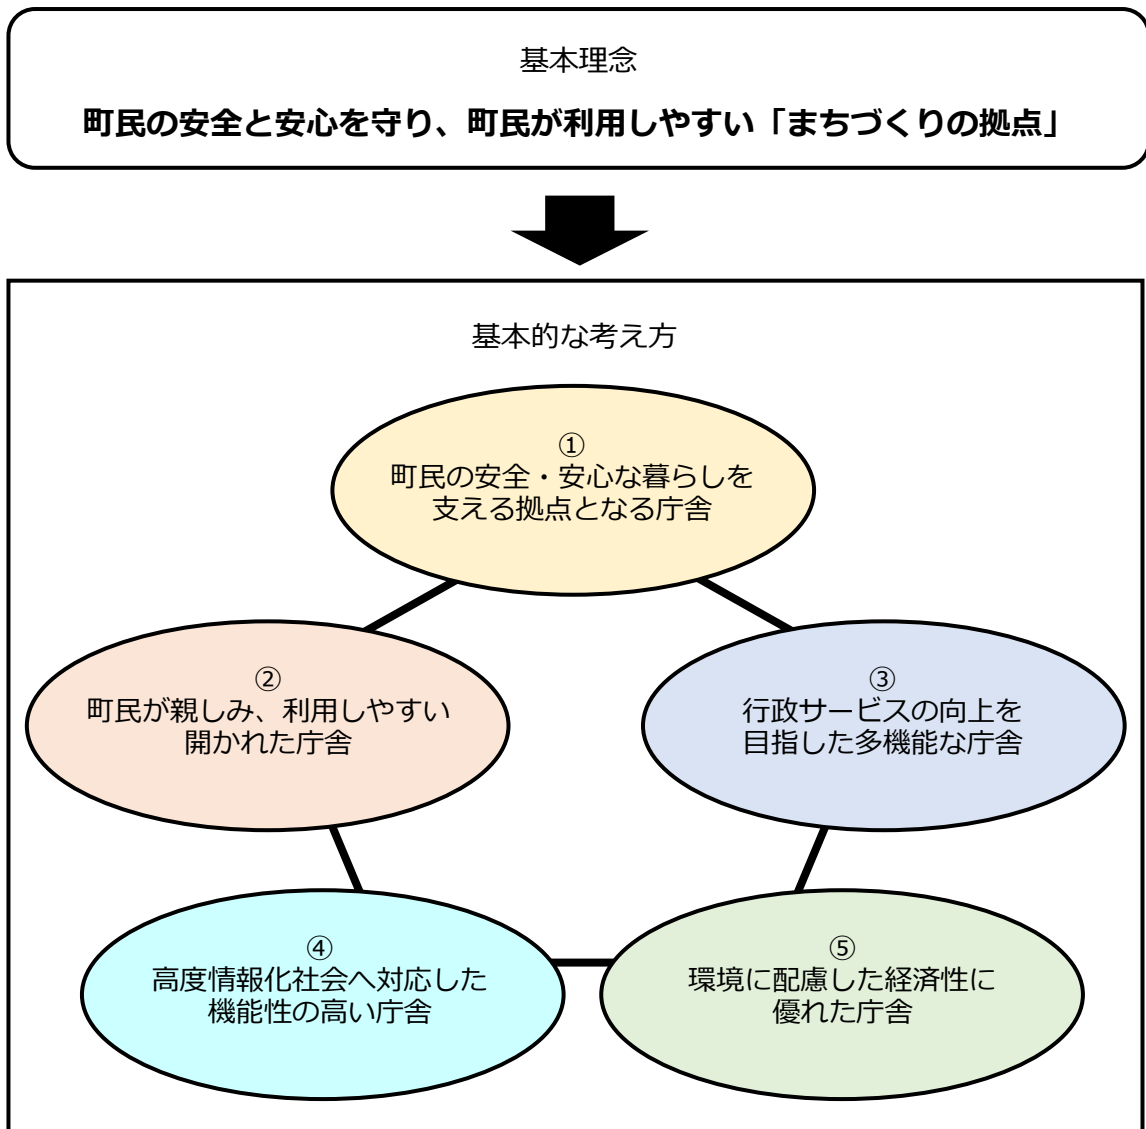 基本理念
町民の安全と安心を守り、町民が利用しやすい「まちづくりの拠点」
基本的な考え方
①
町民の安全・安心な暮らしを
支える拠点となる庁舎
②
町民が親しみ、利用しやすい
開かれた庁舎
③
行政サービスの向上を
目指した多機能な庁舎
④
高度情報化社会へ対応した
機能性の高い庁舎
⑤
環境に配慮した経済性に
優れた庁舎